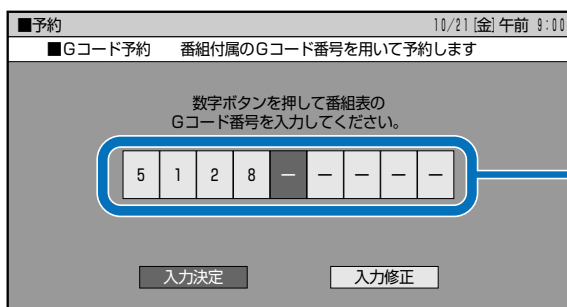 ■予約 10/21[金]午前 9:00
■Gコード予約 番組付属のGコード番号を用いて予約します
数字ボタンを押して番組表の
Gコード番号を入力してください。
5 1 2 8 － － － － －
入力決定 入力修正